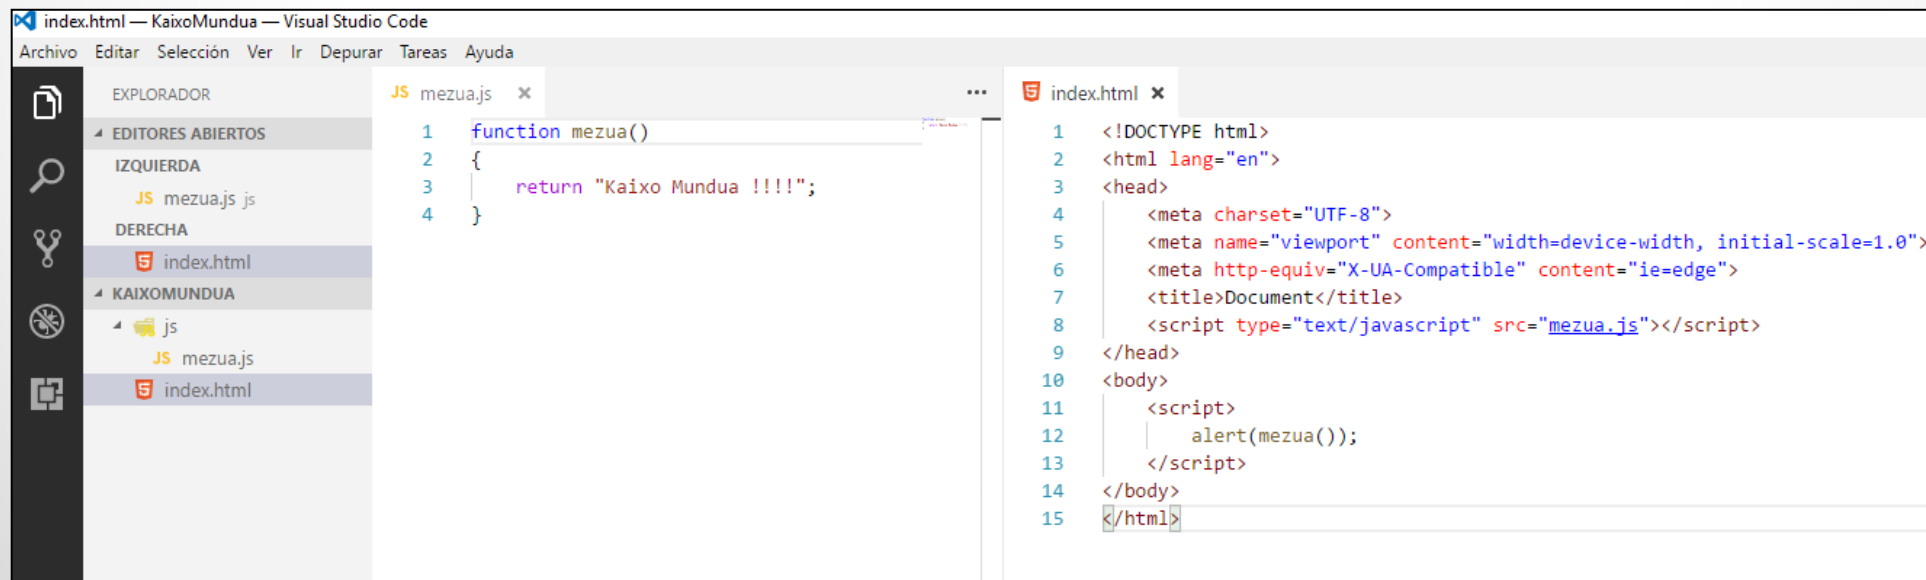 index.html — KaixoMundua — Visual Studio Code
Archivo Editar Selección Ver Ir Depurar Tareas Ayuda
EXPLORADOR
EDITORES ABIERTOS
IZQUIERDA
JS mezua.js js
DERECHA
index.html
KAIXOMUNDUA
js
JS mezua.js
index.html
JS mezua.js ×
1 function mezua()
2 {
3 return "Kaixo Mundua !!!!";
4 }
index.html ×
1 <!DOCTYPE html>
2 <html lang="en">
3 <head>
4 <meta charset="UTF-8">
5 <meta name="viewport" content="width=device-width, initial-scale=1.0">
6 <meta http-equiv="X-UA-Compatible" content="ie=edge">
7 <title>Document</title>
8 <script type="text/javascript" src="mezua.js"></script>
9 </head>
10 <body>
11 <script>
12 alert(mezua());
13 </script>
14 </body>
15 </html>